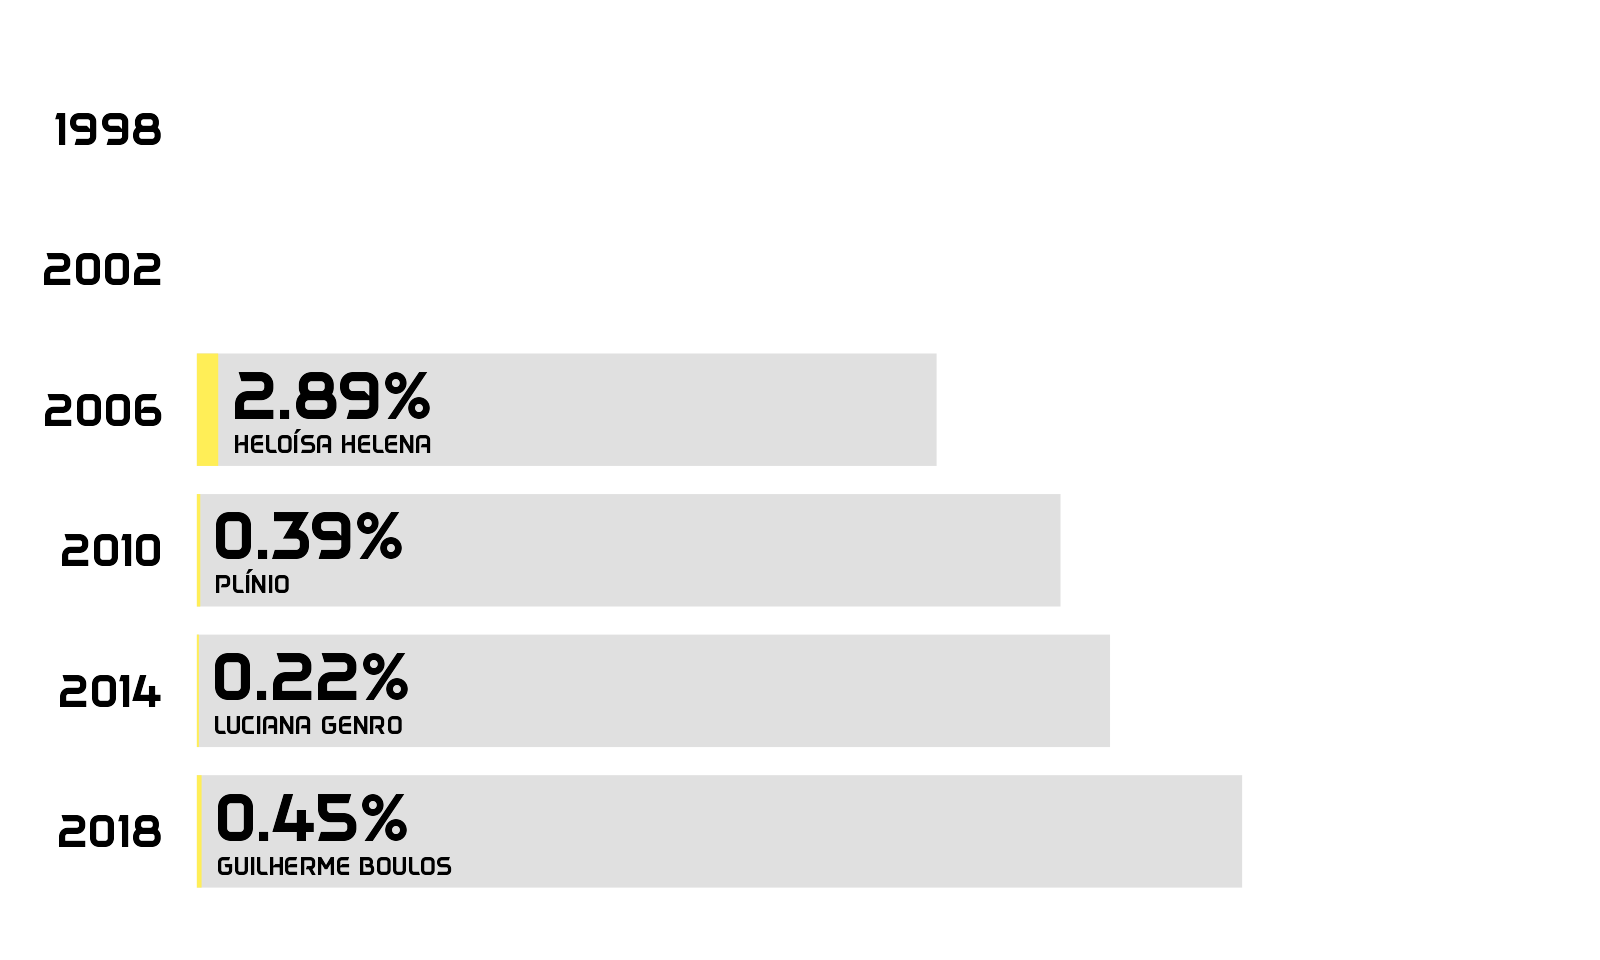 1998
2002
2006
2.89%
HELOÍSA HELENA
2010
0.39%
PLÍNIO
2014
0.22%
LUCIANA GENRO
2018
0.45%
GUILHERME BOULOS